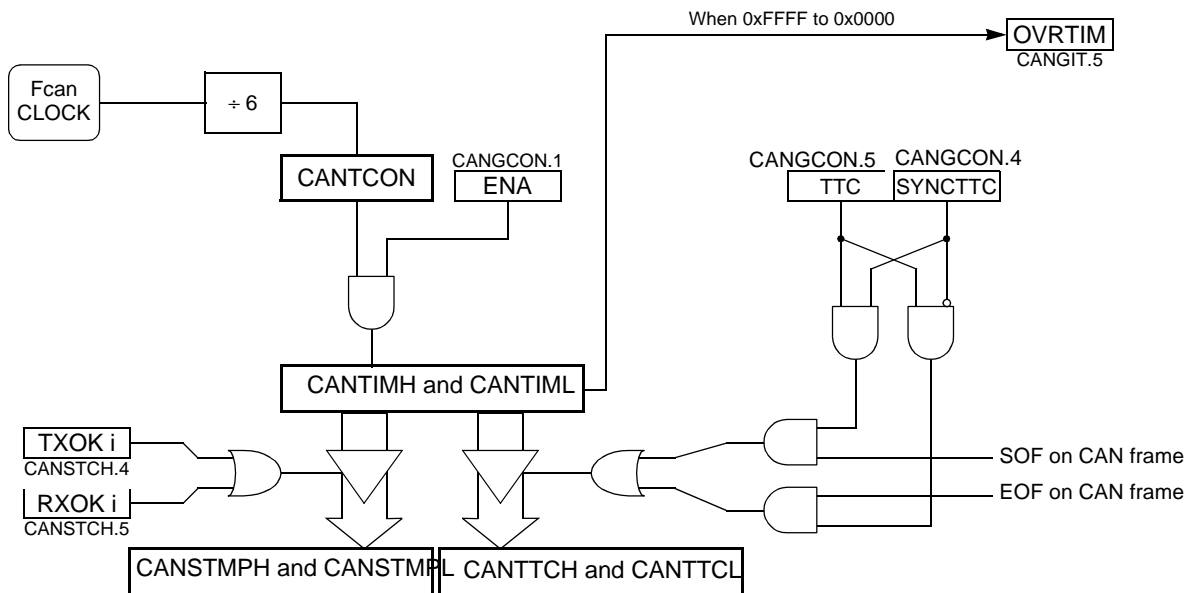 When 0xFFFF to 0x0000
OVRTIM
CANGIT.5
Fcan
CLOCK
÷ 6
CANTCON
CANGCON.1
ENA
CANGCON.5
CANGCON.4
TTC
SYNCTTC
CANTIMH and CANTIML
TXOK i
CANSTCH.4
RXOK i
CANSTCH.5
SOF on CAN frame
EOF on CAN frame
CANSTMPH and CANSTMPL
CANTTCH and CANTTCL